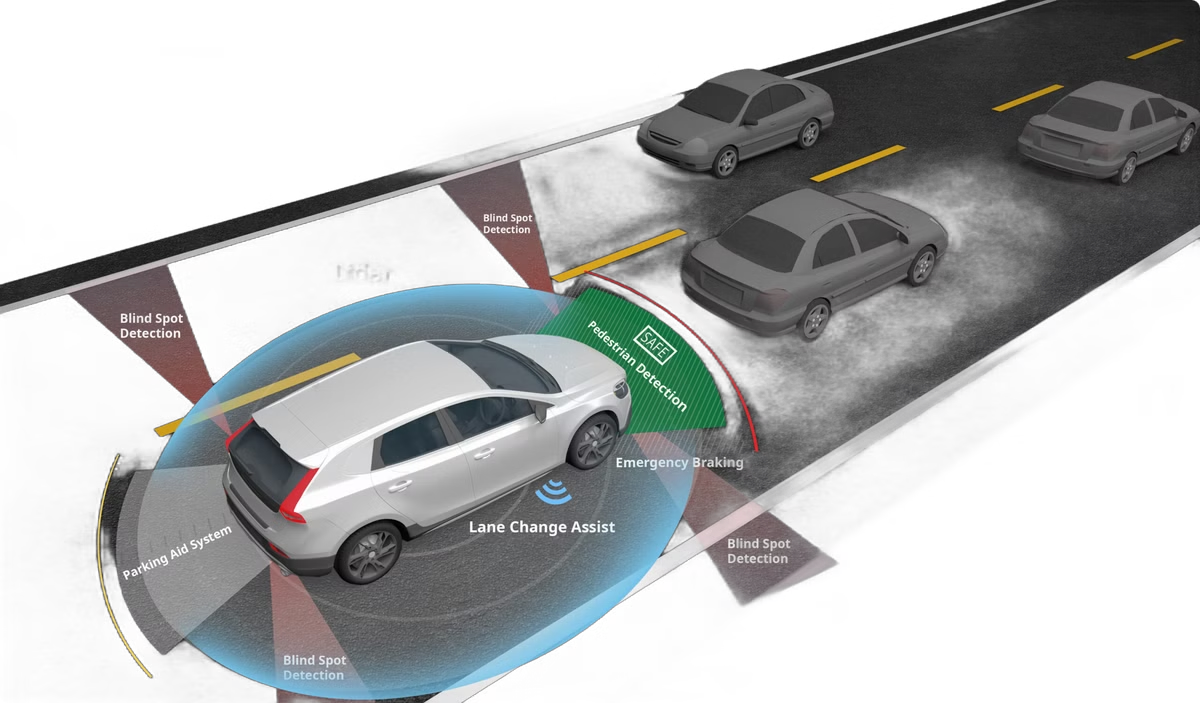 Blind Spot
Detection
Lidar
Blind Spot
Detection
SAFE
Pedestrian Detection
Emergency Braking
Lane Change Assist
Parking Aid System
Blind Spot
Detection
Blind Spot
Detection